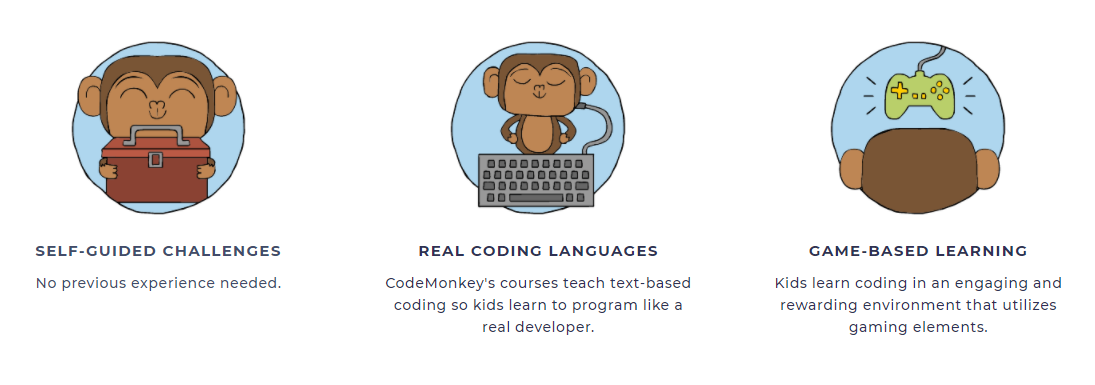 SELF-GUIDED CHALLENGES
No previous experience needed.
REAL CODING LANGUAGES
CodeMonkey's courses teach text-based
coding so kids learn to program like a
real developer.
GAME-BASED LEARNING
Kids learn coding in an engaging and
rewarding environment that utilizes
gaming elements.